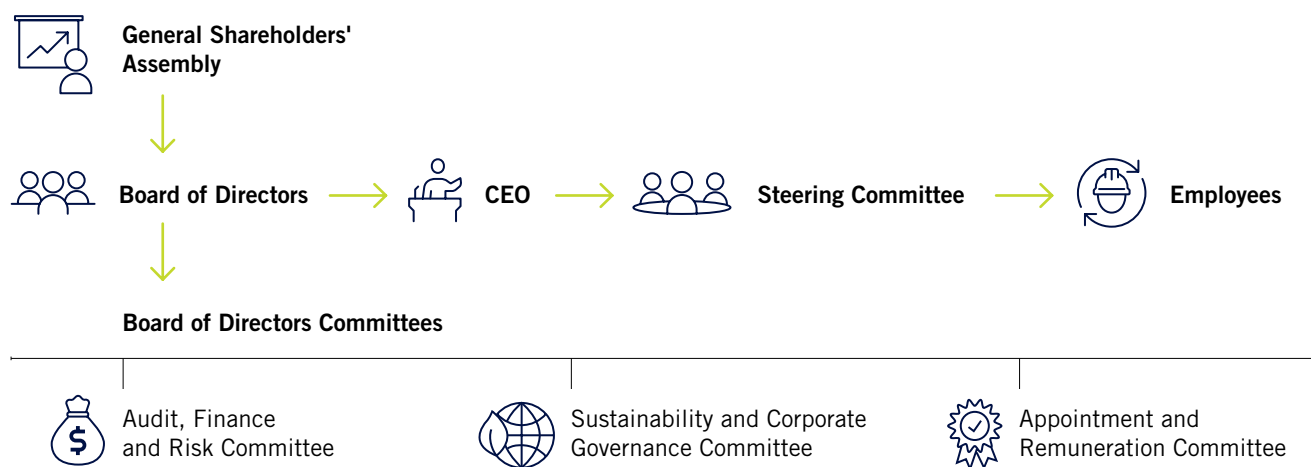 General Shareholders'
Assembly
Board of Directors
CEO
Steering Committee
Employees
Board of Directors Committees
$
Audit, Finance
and Risk Committee
Sustainability and Corporate
Governance Committee
Appointment and
Remuneration Committee